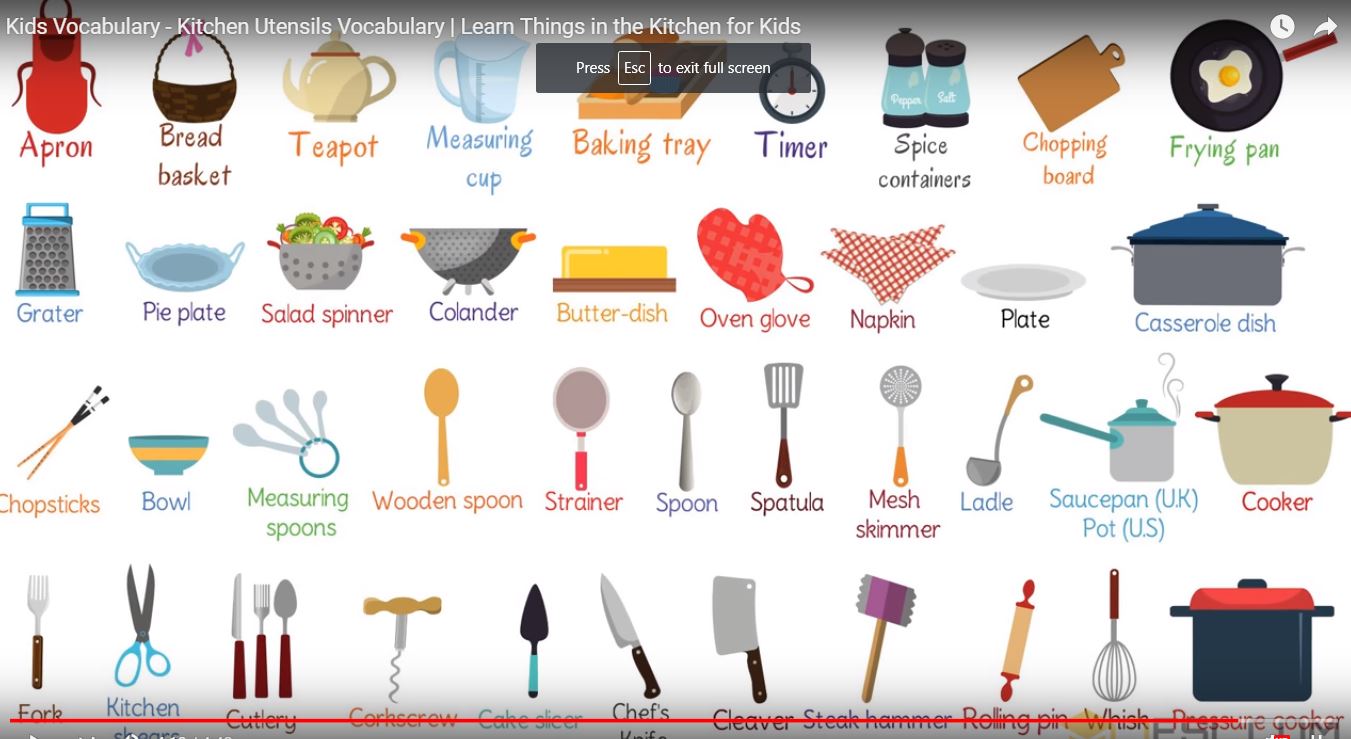 Kids Vocabulary - Kitchen Utensils Vocabulary | Learn Things in the Kitchen for Kids
Press Esc to exit full screen
Pepper
Salt
Apron
Bread
basket
Teapot
Measuring
cup
Baking tray
Timer
Spice
containers
Chopping
board
Frying pan
Grater
Pie plate
Salad spinner
Colander
Butter-dish
Oven glove
Napkin
Plate
Casserole dish
Chopsticks
Bowl
Measuring
spoons
Wooden spoon
Strainer
Spoon
Spatula
Mesh
skimmer
Ladle
Saucepan (U.K)
Pot (U.S)
Cooker
Fork
Kitchen
shears
Cutlery
Corkscrew
Cake slicer
Chef's
Knife
Cleaver
Steak hammer
Rolling pin
Whisk
Pressure cooker